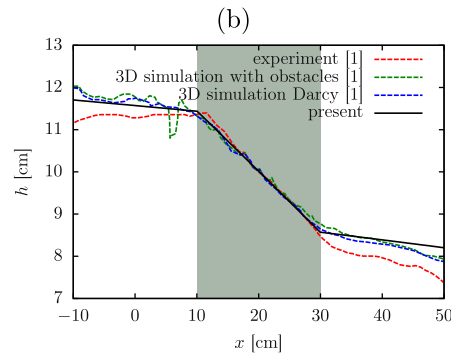 (b)
13
12
11
10
9
8
7
−10
0
10
20
30
40
50
h [cm]
x [cm]
experiment [1]
3D simulation with obstacles [1]
3D simulation Darcy [1]
present